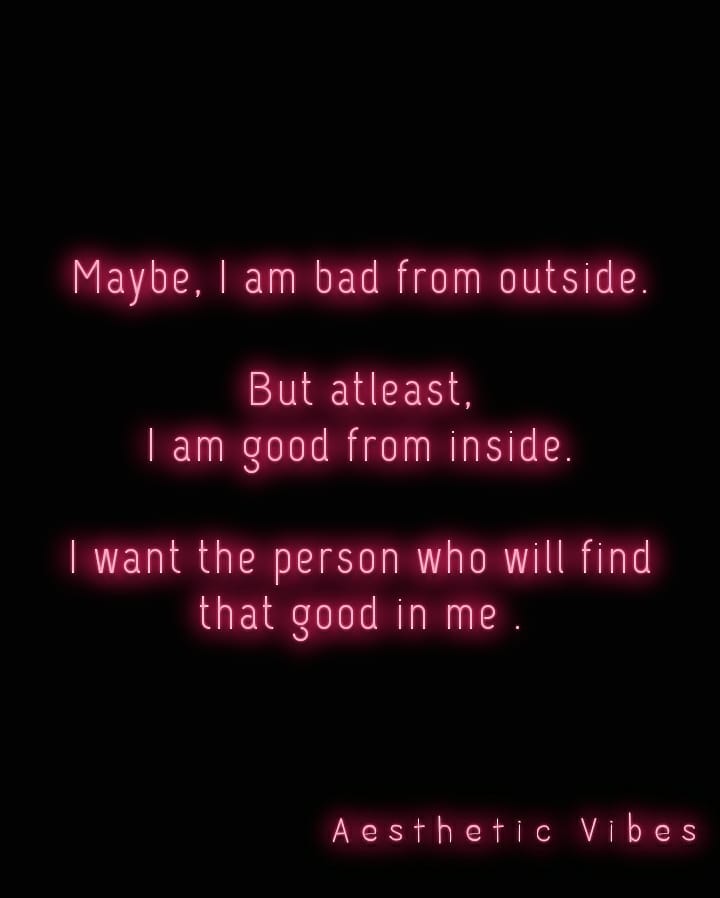 Maybe, I am bad from outside.
But atleast,
I am good from inside.
I want the person who will find
that good in me .
Aesthetic Vibes